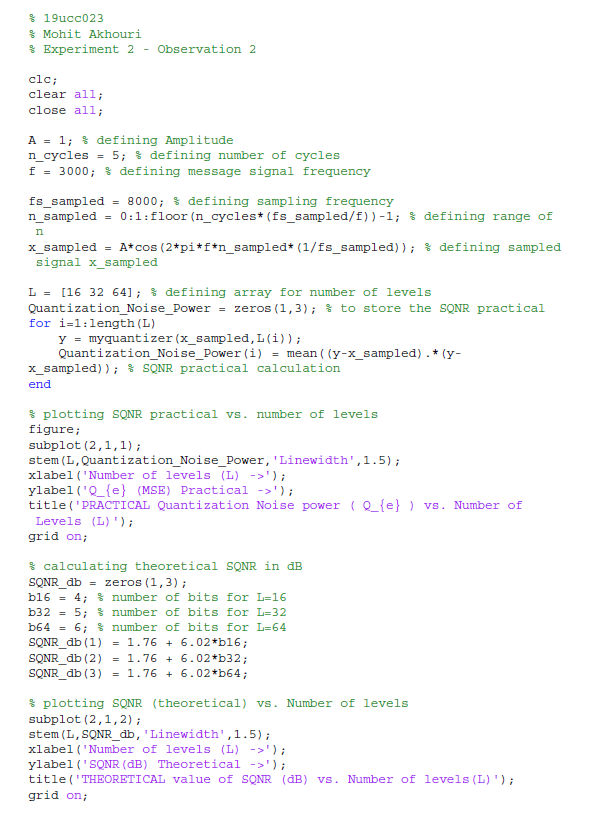 % 19ucc023
% Mohit Akhouri
% Experiment 2 - Observation 2
clc;
clear all;
close all;
A = 1; % defining Amplitude
n_cycles = 5; % defining number of cycles
f = 3000; % defining message signal frequency
fs_sampled = 8000; % defining sampling frequency
n_sampled = 0:1:floor(n_cycles*(fs_sampled/f))-1; % defining range of
n
x_sampled = A*cos(2*pi*f*n_sampled*(1/fs_sampled)); % defining sampled
signal x_sampled
L = [16 32 64]; % defining array for number of levels
Quantization_Noise_Power = zeros(1,3); % to store the SQNR practical
for i=1:length(L)
y = myquantizer(x_sampled,L(i));
Quantization_Noise_Power(i) = mean((y-x_sampled).*(y-
x_sampled)); % SQNR practical calculation
end
% plotting SQNR practical vs. number of levels
figure;
subplot(2,1,1);
stem(L,Quantization_Noise_Power,'Linewidth',1.5);
xlabel('Number of levels (L) ->');
ylabel('Q_{e} (MSE) Practical ->');
title('PRACTICAL Quantization Noise power ( Q_{e} ) vs. Number of
Levels (L)');
grid on;
% calculating theoretical SQNR in dB
SQNR_db = zeros(1,3);
b16 = 4; % number of bits for L=16
b32 = 5; % number of bits for L=32
b64 = 6; % number of bits for L=64
SQNR_db(1) = 1.76 + 6.02*b16;
SQNR_db(2) = 1.76 + 6.02*b32;
SQNR_db(3) = 1.76 + 6.02*b64;
% plotting SQNR (theoretical) vs. Number of levels
subplot(2,1,2);
stem(L,SQNR_db,'Linewidth',1.5);
xlabel('Number of levels (L) ->');
ylabel('SQNR(dB) Theoretical ->');
title('THEORETICAL value of SQNR (dB) vs. Number of levels(L)');
grid on;